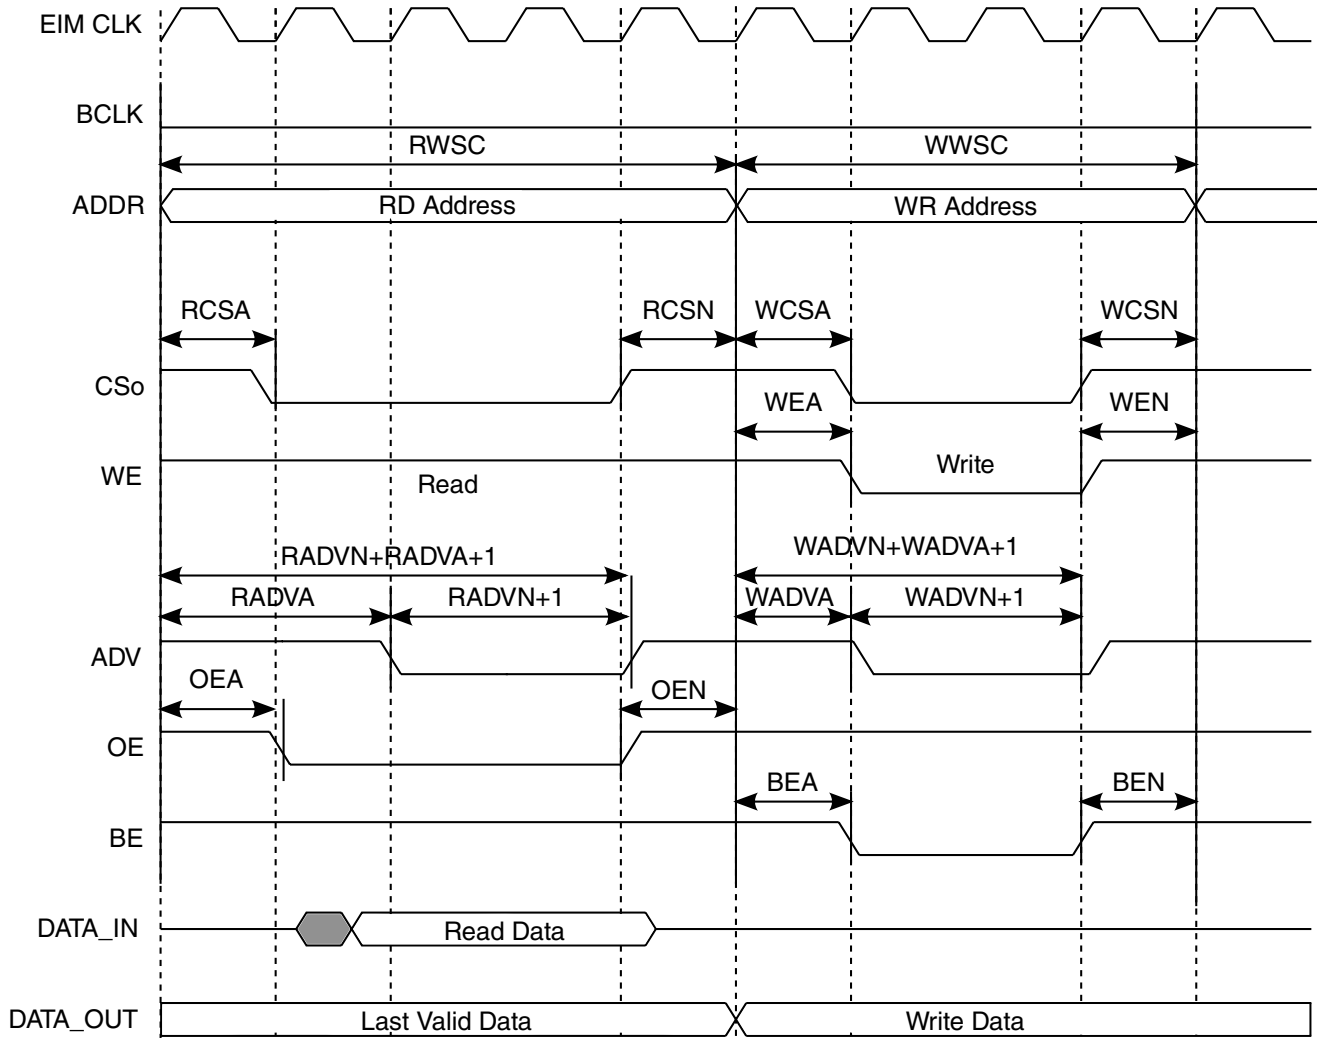 EIM CLK
BCLK
RWSC WWSC
ADDR RD Address WR Address
RCSA RCSN WCSA WCSN
CSo
WEA WEN
WE Read Write
RADVN+RADVA+1 WADVN+WADVA+1
RADVA RADVN+1 WADVA WADVN+1
ADV
OEA OEN
OE
BEA BEN
BE
DATA_IN Read Data
DATA_OUT Last Valid Data Write Data